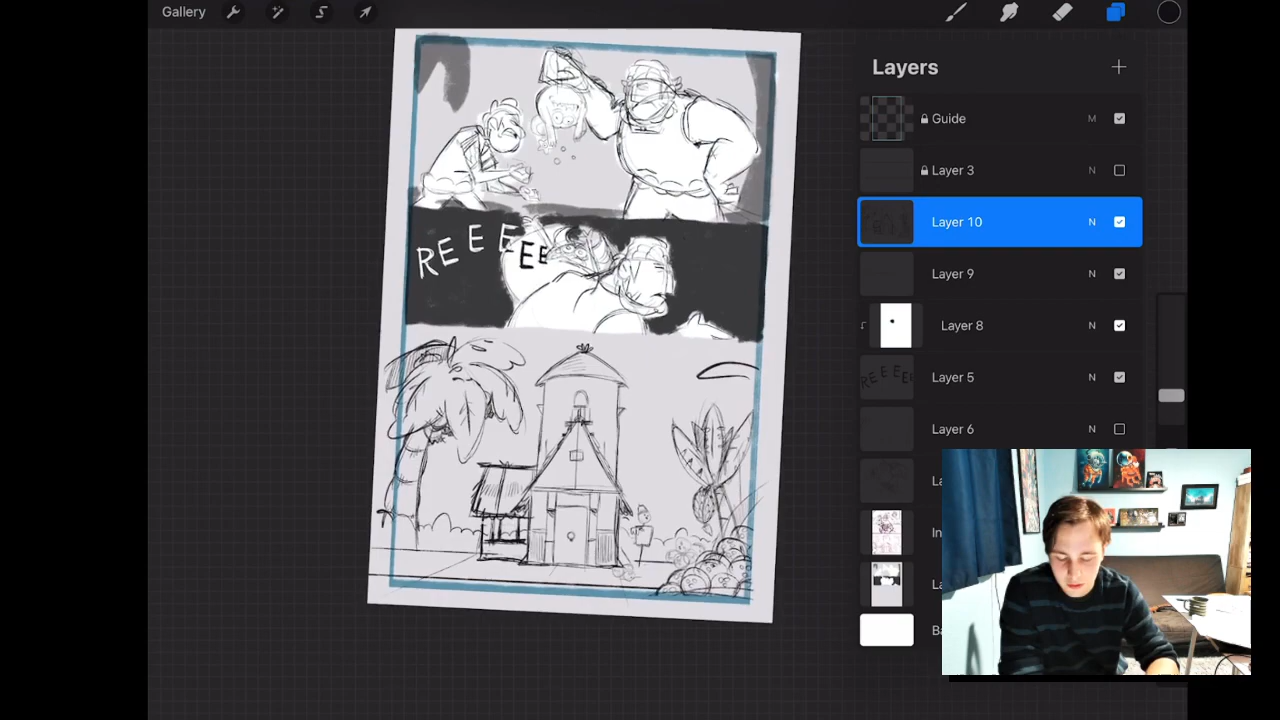 Gallery
Layers
Guide M
Layer 3 N
Layer 10 N
Layer 9 N
Layer 8 N
Layer 5 N
Layer 6 N
REEEEE